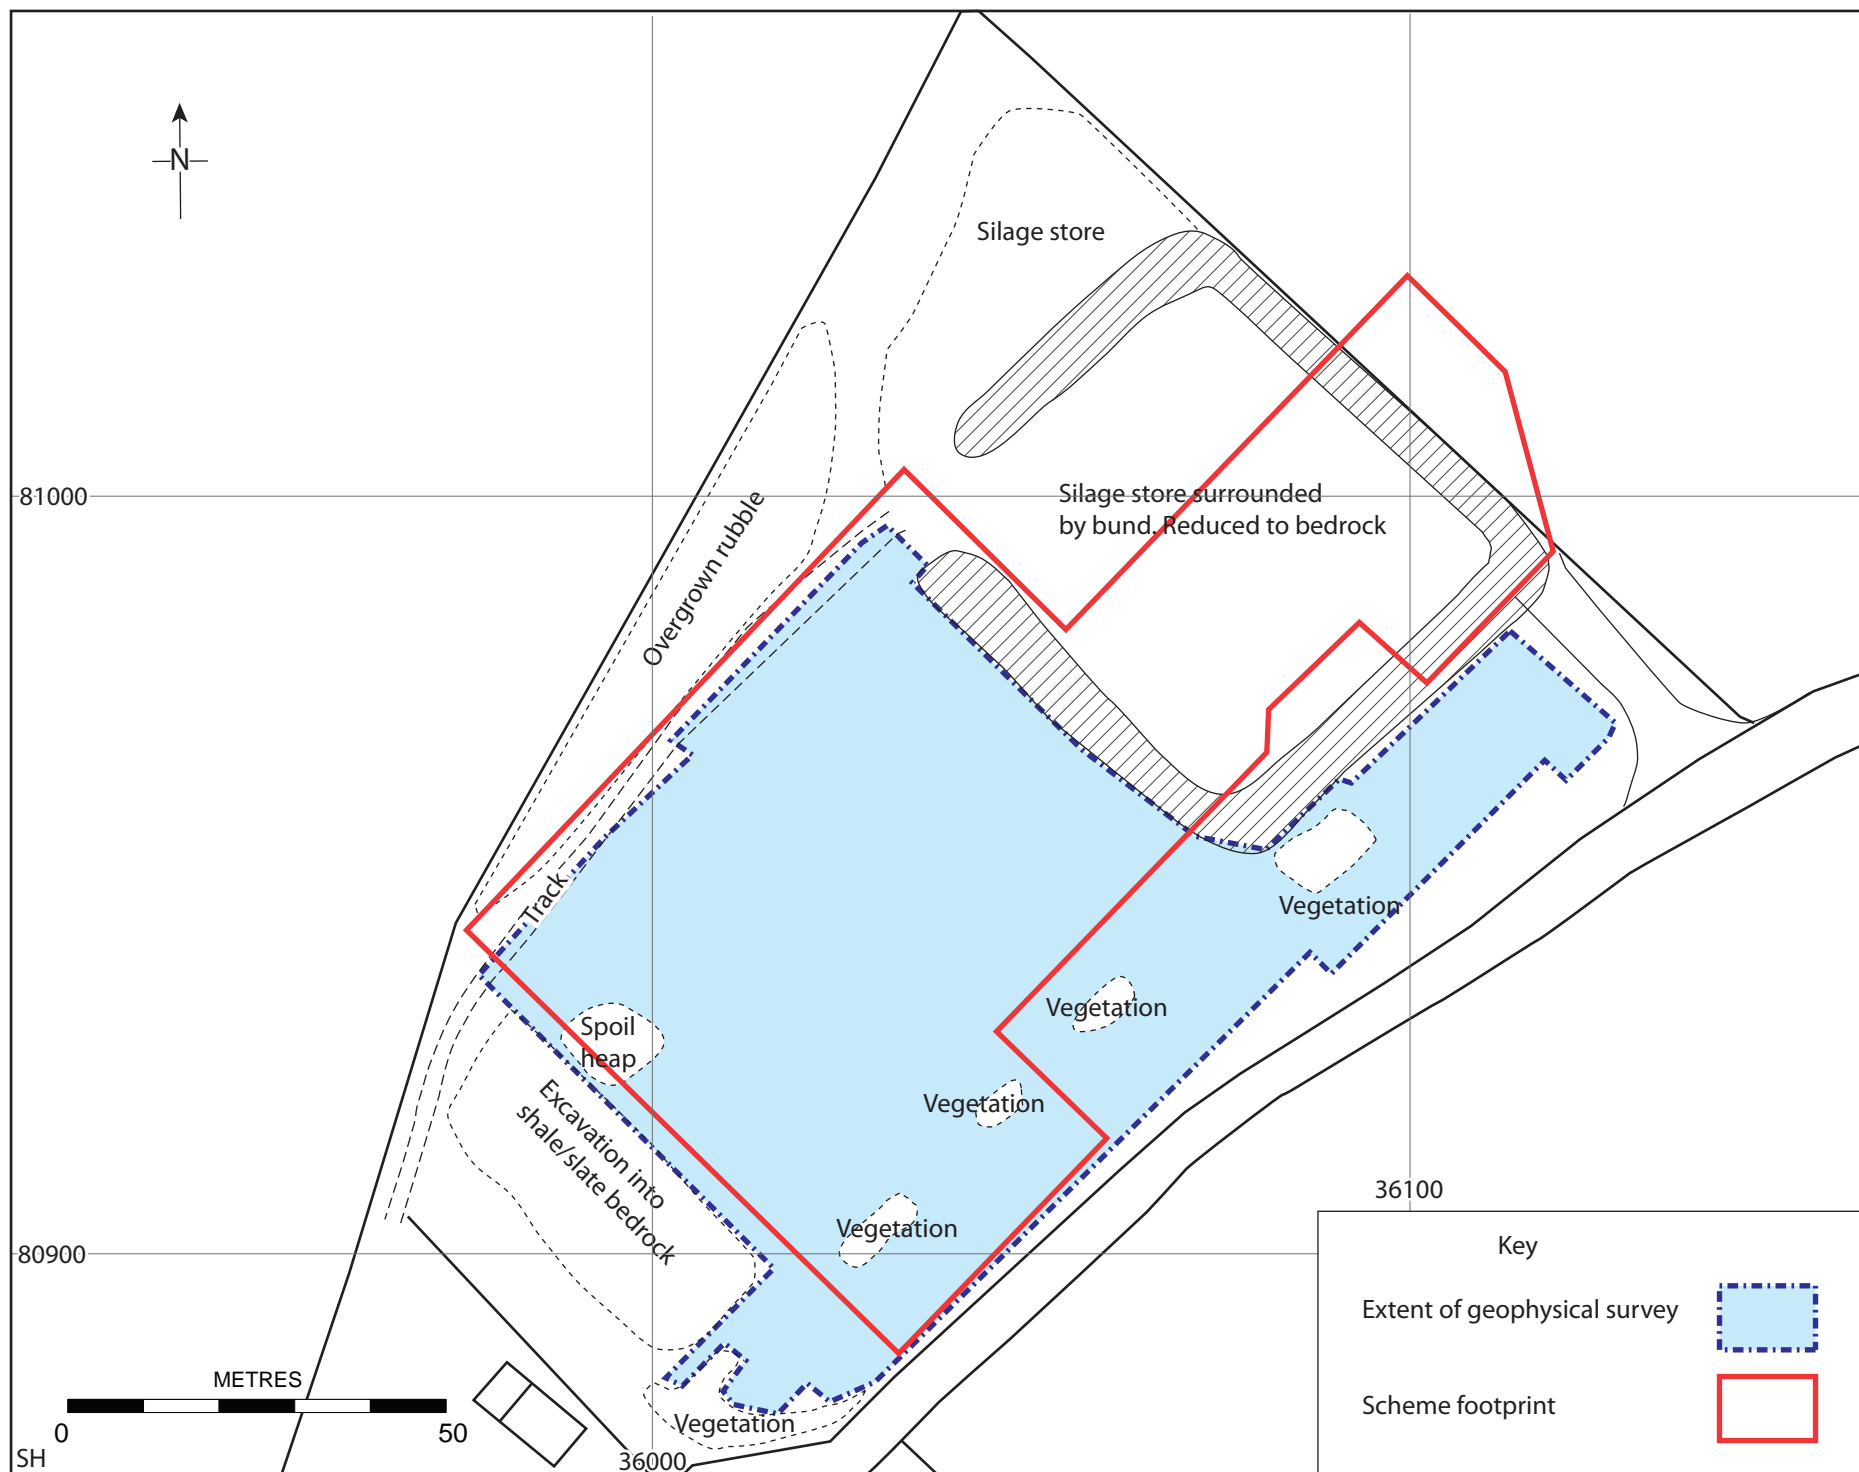 N
Silage store
81000
Silage store surrounded
by bund. Reduced to bedrock
Overgrown rubble
Track
Vegetation
Vegetation
Spoil
heap
Vegetation
Excavation into
shale/slate bedrock
36100
Vegetation
80900
Key
Extent of geophysical survey
METRES
Scheme footprint
0
50
Vegetation
SH
36000